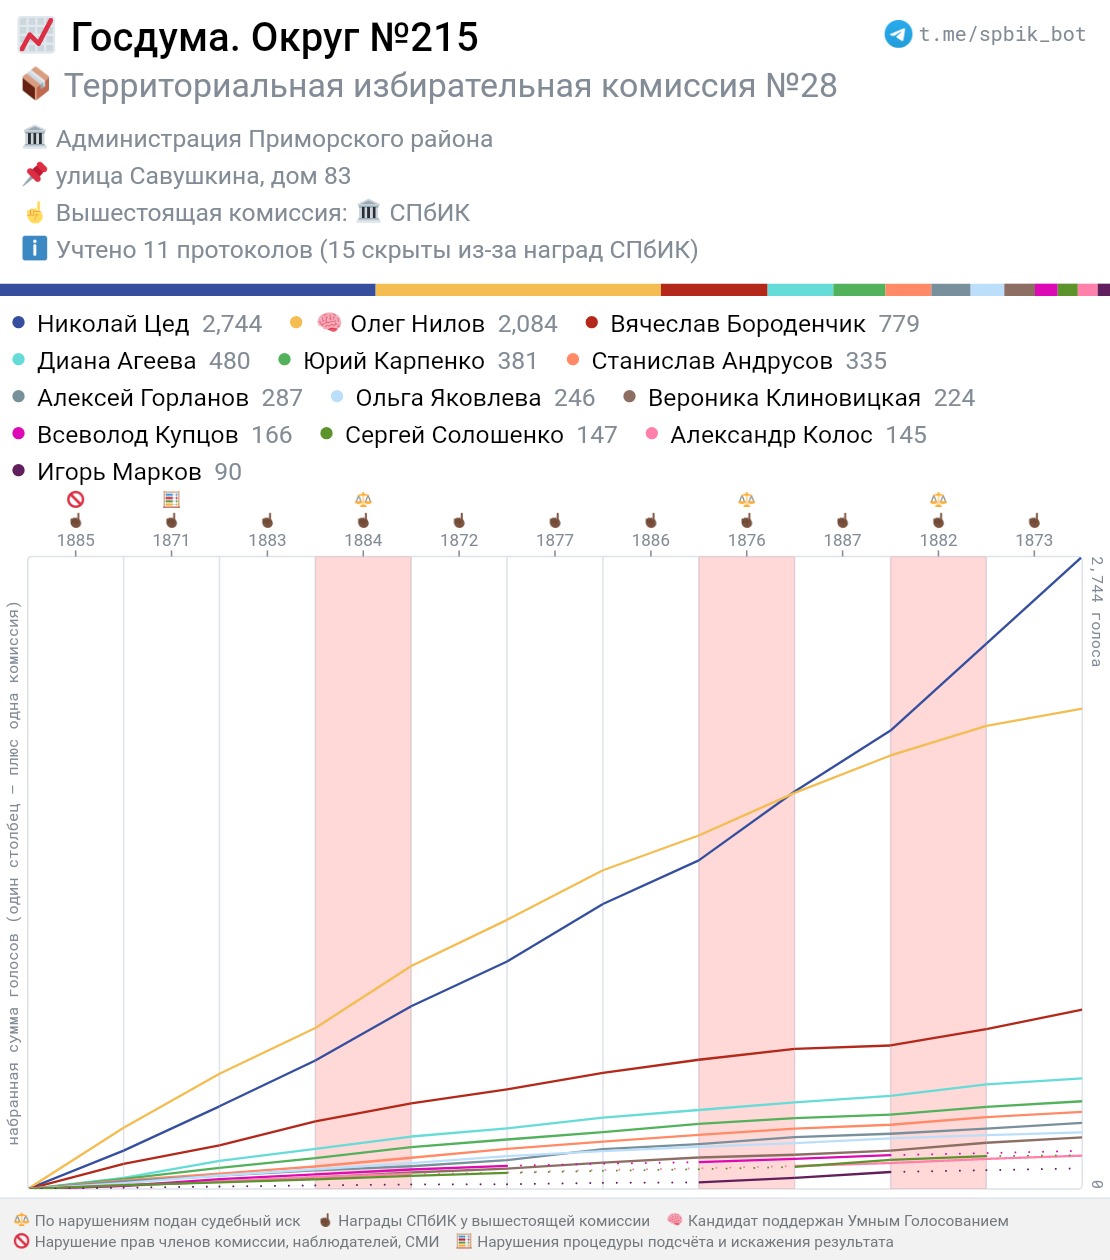 Госдума. Округ №215
t.me/spbik_bot
Территориальная избирательная комиссия №28
Администрация Приморского района
улица Савушкина, дом 83
Вышестоящая комиссия: СПбИК
Учтено 11 протоколов (15 скрыты из-за наград СПбИК)
Николай Цед 2,744 Олег Нилов 2,084 Вячеслав Бороденчик 779
Диана Агеева 480 Юрий Карпенко 381 Станислав Андрусов 335
Алексей Горланов 287 Ольга Яковлева 246 Вероника Клиновицкая 224
Всеволод Купцов 166 Сергей Солошенко 147 Александр Колос 145
Игорь Марков 90
1885 1871 1883 1884 1872 1877 1886 1876 1887 1882 1873
набранная сумма голосов (один столбец — плюс одна комиссия)
2,744 голоса
0
По нарушениям подан судебный иск Награды СПбИК у вышестоящей комиссии Кандидат поддержан Умным Голосованием
Нарушение прав членов комиссии, наблюдателей, СМИ Нарушения процедуры подсчёта и искажения результата